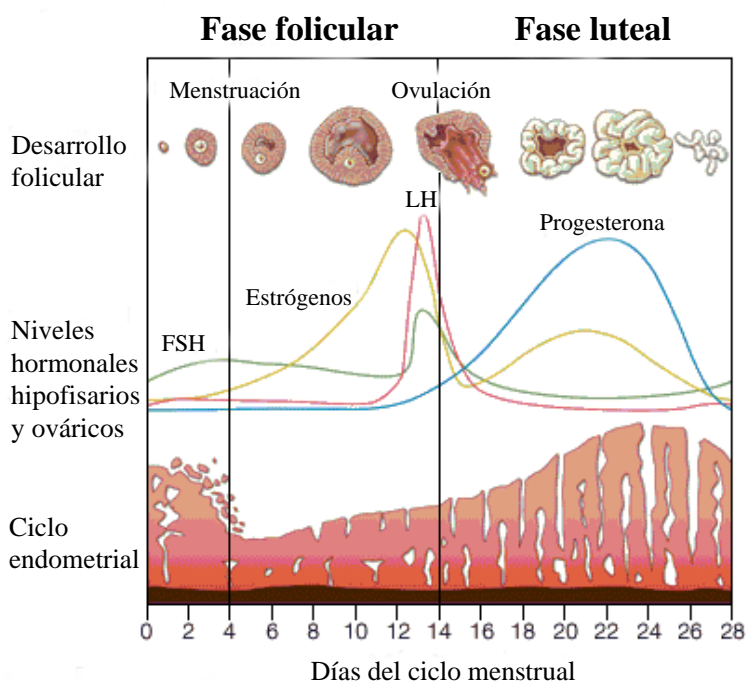 Fase folicular
Fase luteal
Menstruación
Ovulación
Desarrollo
folicular
LH
Progesterona
Estrógenos
FSH
Niveles
hormonales
hipofisarios
y ováricos
Ciclo
endometrial
0 2 4 6 8 10 12 14 16 18 20 22 24 26 28
Días del ciclo menstrual